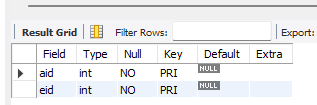 Result Grid Filter Rows: Export:
Field Type Null Key Default Extra
aid int NO PRI NULL
eid int NO PRI NULL